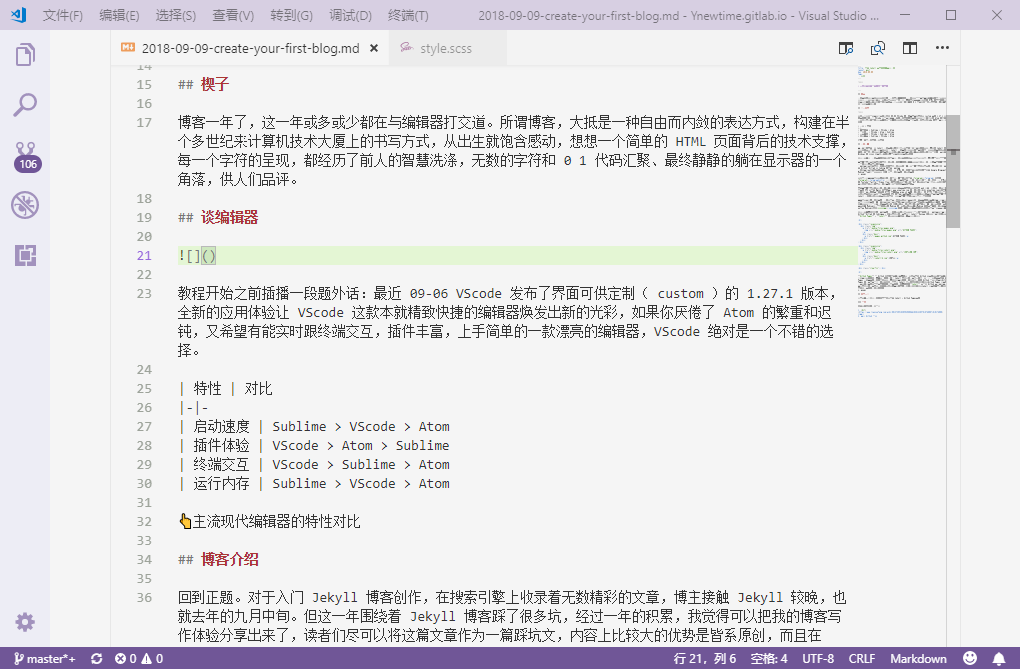 文件(F) 编辑(E) 选择(S) 查看(V) 转到(G) 调试(D) 终端(T) 2018-09-09-create-your-first-blog.md - Ynewtime.gitlab.io - Visual Studio ...
2018-09-09-create-your-first-blog.md style.scss
14
15 ## 楔子
16
17 博客一年了，这一年或多或少都在与编辑器打交道。所谓博客，大抵是一种自由而内敛的表达方式，构建在半
个多世纪来计算机技术大厦上的书写方式，从出生就饱含感动，想想一个简单的 HTML 页面背后的技术支撑，
每一个字符的呈现，都经历了前人的智慧洗涤，无数的字符和 0 1 代码汇聚、最终静静的躺在显示器的一个
角落，供人们品评。
18
19 ## 谈编辑器
20
21 ![]()
22
23 教程开始之前插播一段题外话：最近 09-06 VScode 发布了界面可供定制（ custom ）的 1.27.1 版本，
全新的应用体验让 VScode 这款本就精致快捷的编辑器焕发出新的光彩，如果你厌倦了 Atom 的繁重和迟
钝，又希望有能实时跟终端交互，插件丰富，上手简单的一款漂亮的编辑器，VScode 绝对是一个不错的选
择。
24
25 | 特性 | 对比
26 |-|-
27 | 启动速度 | Sublime > VScode > Atom
28 | 插件体验 | VScode > Atom > Sublime
29 | 终端交互 | VScode > Sublime > Atom
30 | 运行内存 | Sublime > VScode > Atom
31
32 👆主流现代编辑器的特性对比
33
34 ## 博客介绍
35
36 回到正题。对于入门 Jekyll 博客创作，在搜索引擎上收录着无数精彩的文章，博主接触 Jekyll 较晚，也
就去年的九月中旬。但这一年围绕着 Jekyll 博客踩了很多坑，经过一年的积累，我觉得可以把我的博客写
作体验分享出来了，读者们尽可以将这篇文章作为一篇踩坑文，内容上比较大的优势是皆系原创，而且在
106
master*+ 0 0 行 21，列 6 空格: 4 UTF-8 CRLF Markdown